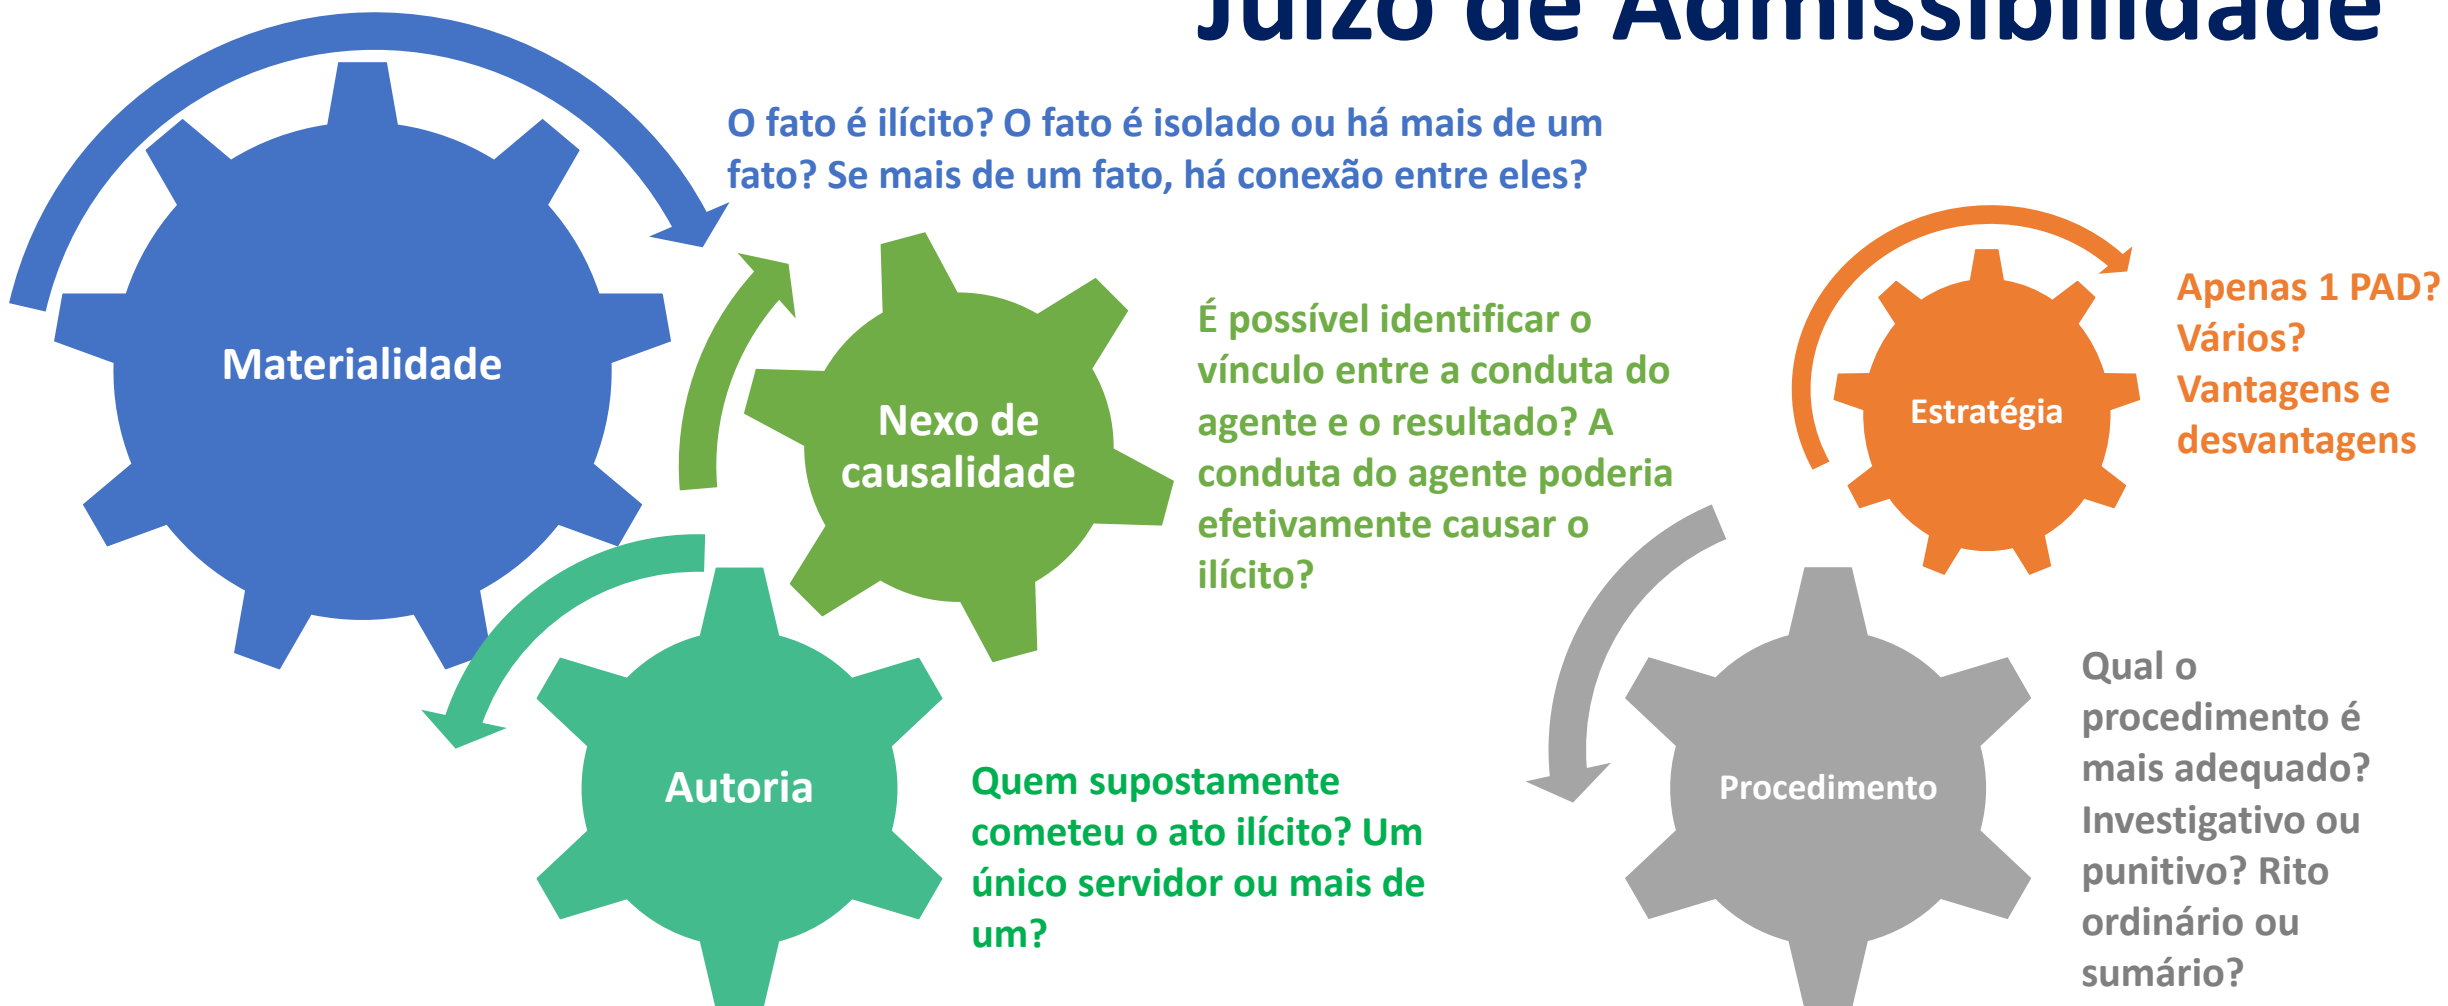 Juízo de Admissibilidade
O fato é ilícito? O fato é isolado ou há mais de um
fato? Se mais de um fato, há conexão entre eles?
Materialidade
Nexo de
causalidade
É possível identificar o
vínculo entre a conduta do
agente e o resultado? A
conduta do agente poderia
efetivamente causar o
ilícito?
Autoria
Quem supostamente
cometeu o ato ilícito? Um
único servidor ou mais de
um?
Estratégia
Apenas 1 PAD?
Vários?
Vantagens e
desvantagens
Procedimento
Qual o
procedimento é
mais adequado?
Investigativo ou
punitivo? Rito
ordinário ou
sumário?